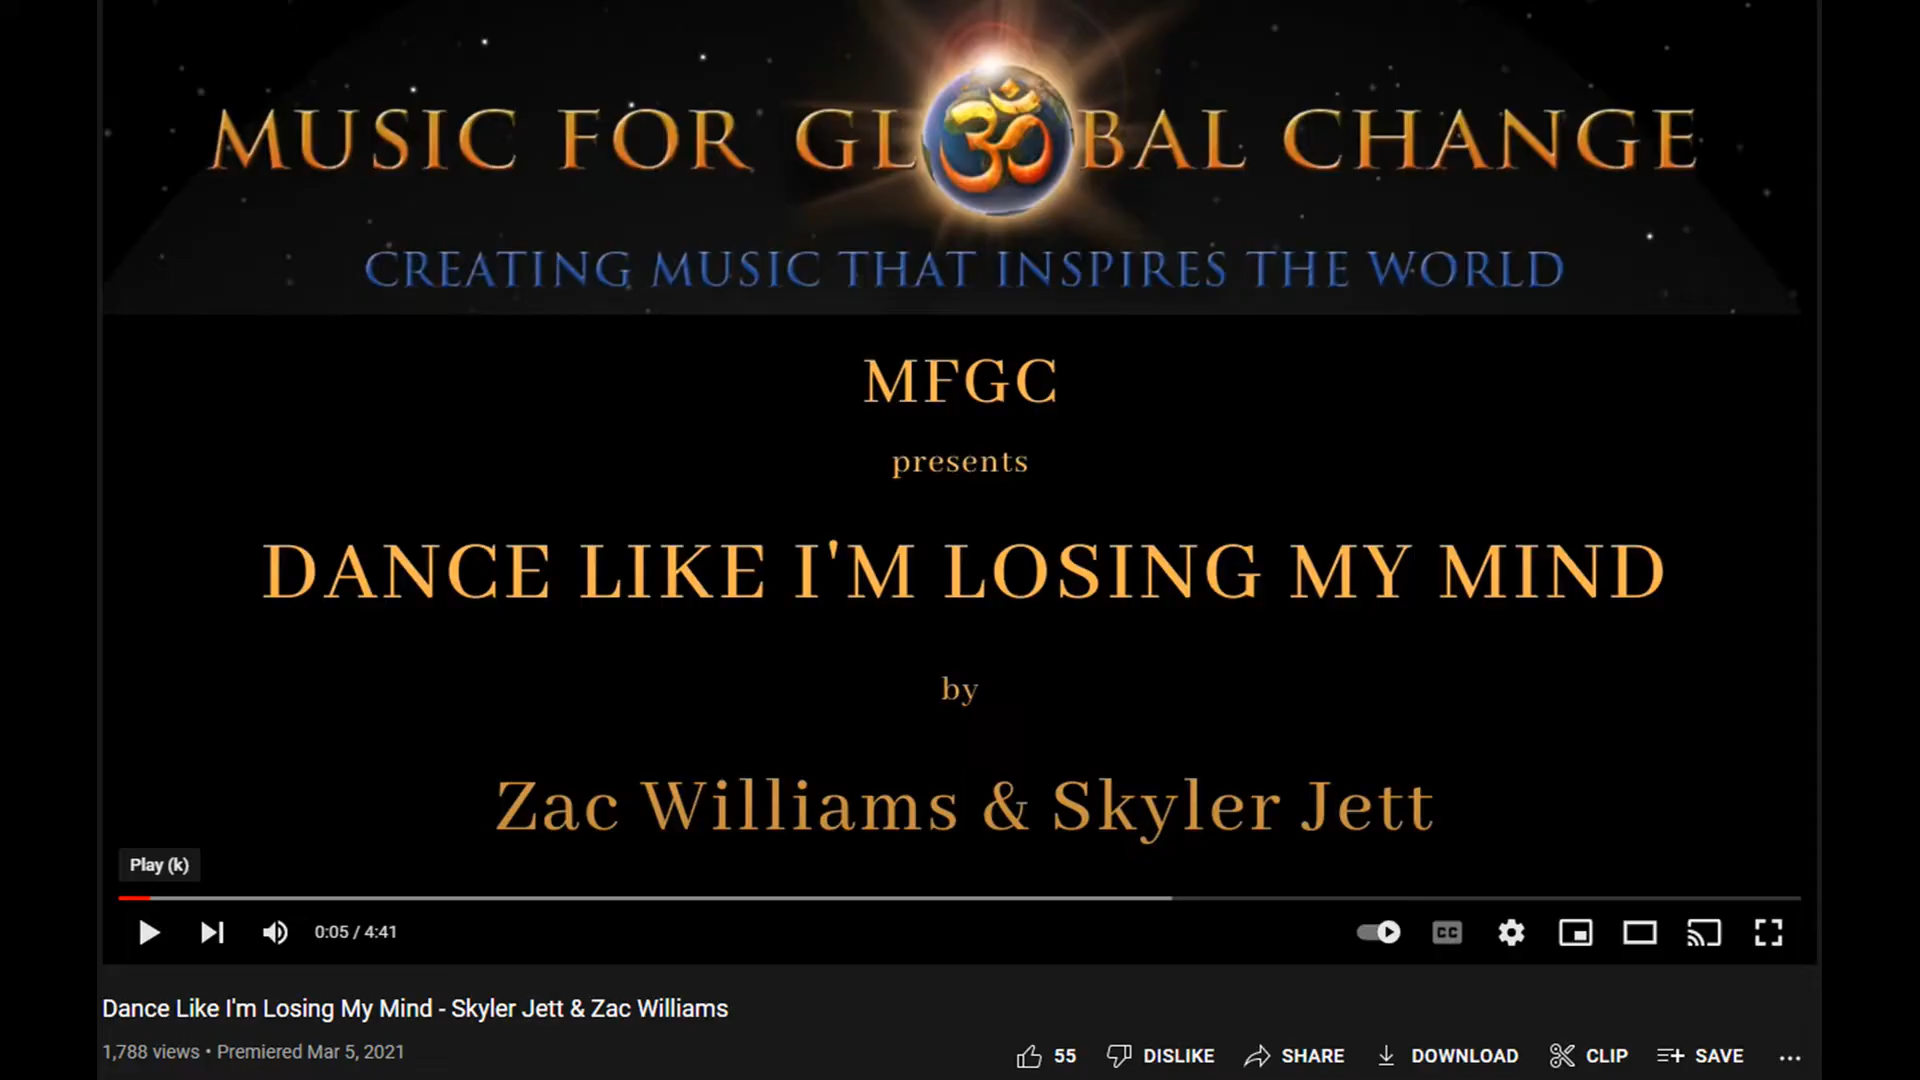 MUSIC FOR GLॐBAL CHANGE
CREATING MUSIC THAT INSPIRES THE WORLD
MFGC
presents
DANCE LIKE I'M LOSING MY MIND
by
Zac Williams & Skyler Jett
Play (k)
0:05 / 4:41
CC
Dance Like I'm Losing My Mind - Skyler Jett & Zac Williams
1,788 views • Premiered Mar 5, 2021
55 DISLIKE SHARE DOWNLOAD CLIP SAVE ...